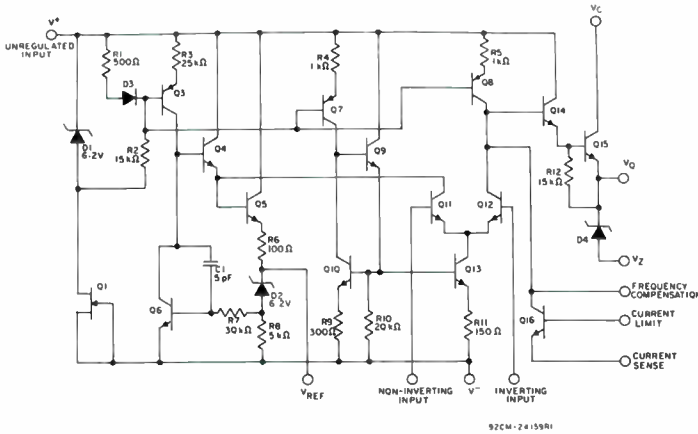 V+
UNREGULATED
INPUT
R1
500Ω
R3
25kΩ
D3
Q3
D1
6.2V
R2
15kΩ
Q4
R4
1kΩ
Q7
Q9
R5
1kΩ
Q8
Q14
VC
Q15
R12
15kΩ
VO
D4
VZ
Q5
R6
100Ω
Q11
Q12
Q1
C1
5pF
Q6
R7
30kΩ
D2
6.2V
R8
5kΩ
Q10
R9
300Ω
R10
20kΩ
Q13
R11
150Ω
Q16
FREQUENCY
COMPENSATION
CURRENT
LIMIT
CURRENT
SENSE
VREF
NON-INVERTING
INPUT
V-
INVERTING
INPUT
92CM-24159R1